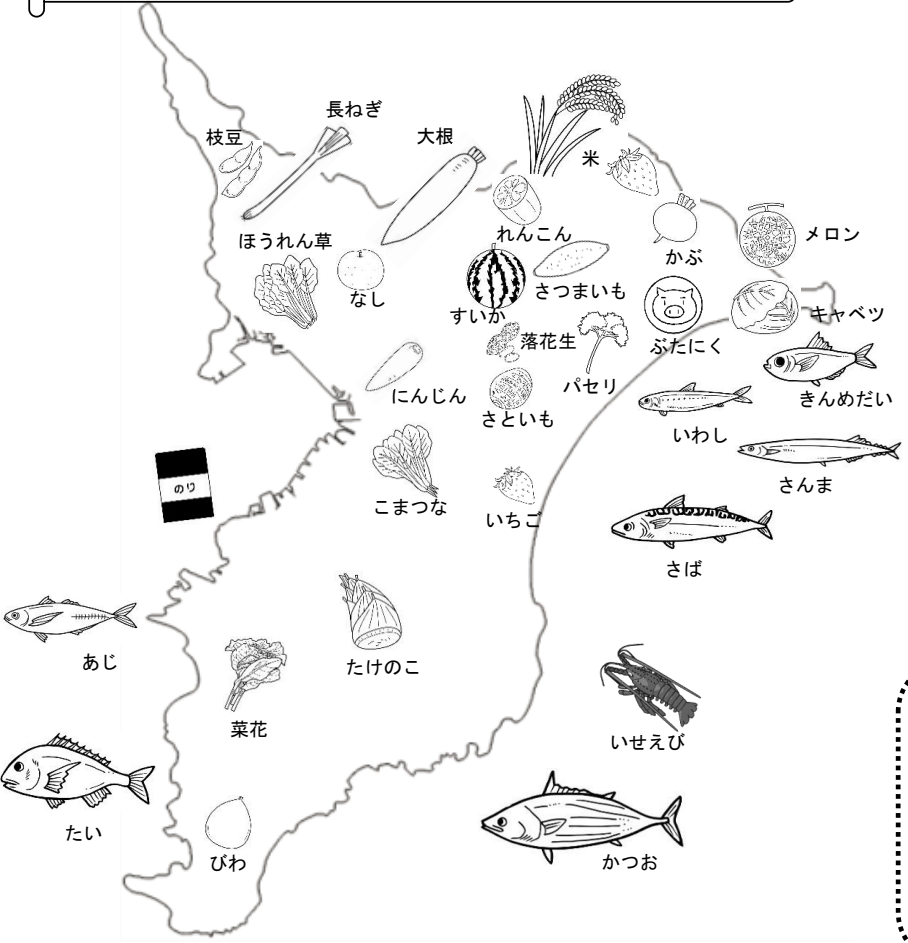 長ねぎ
枝豆
大根
米
ほうれん草
れんこん
メロン
かぶ
なし
さつまいも
すいか
キャベツ
落花生
ぶたにく
にんじん
パセリ
きんめだい
さといも
いわし
のり
さんま
こまつな
いちご
さば
あじ
たけのこ
菜花
いせえび
たい
びわ
かつお